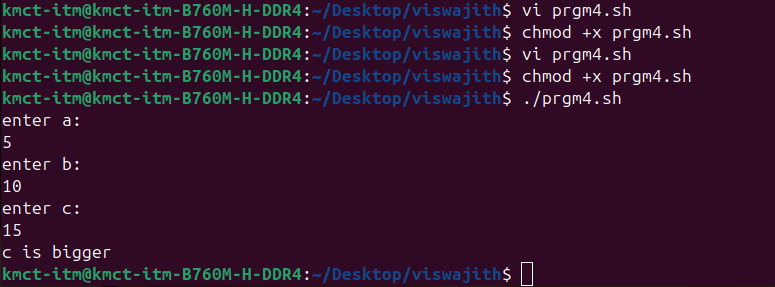 kmct-itm@kmct-itm-B760M-H-DDR4:~/Desktop/viswajith$ vi prgm4.sh
kmct-itm@kmct-itm-B760M-H-DDR4:~/Desktop/viswajith$ chmod +x prgm4.sh
kmct-itm@kmct-itm-B760M-H-DDR4:~/Desktop/viswajith$ vi prgm4.sh
kmct-itm@kmct-itm-B760M-H-DDR4:~/Desktop/viswajith$ chmod +x prgm4.sh
kmct-itm@kmct-itm-B760M-H-DDR4:~/Desktop/viswajith$ ./prgm4.sh
enter a:
5
enter b:
10
enter c:
15
c is bigger
kmct-itm@kmct-itm-B760M-H-DDR4:~/Desktop/viswajith$